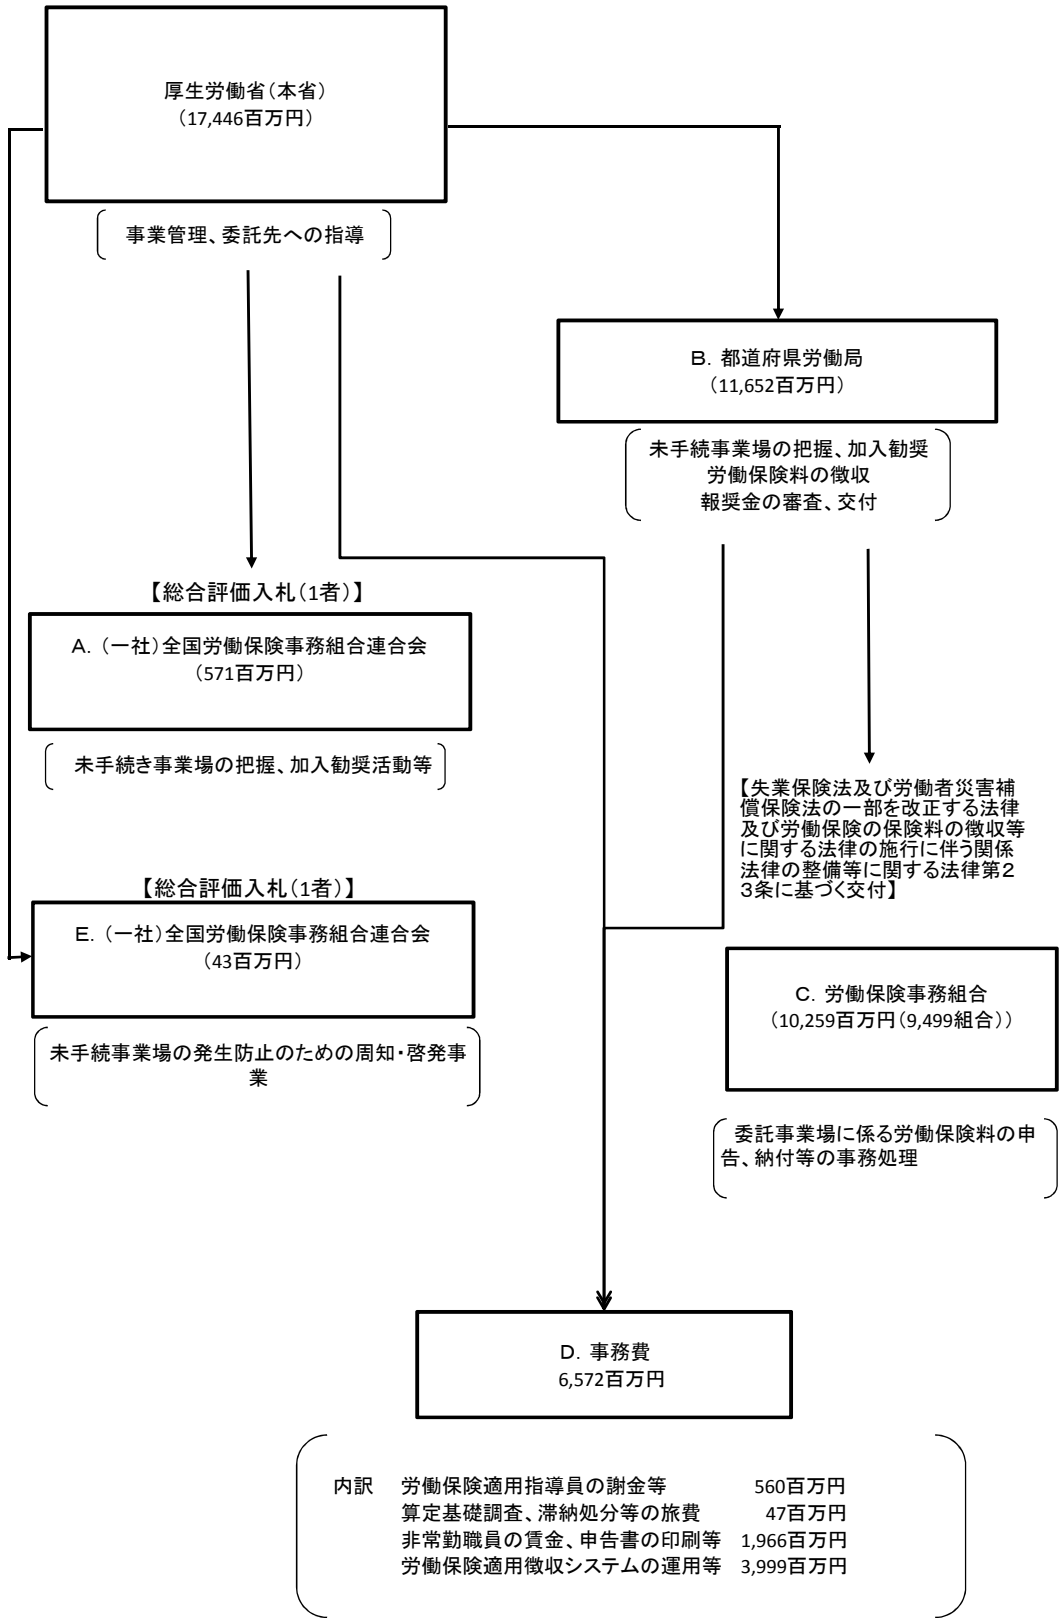 厚生労働省（本省）
（17,446百万円）
事業管理、委託先への指導
Ｂ．都道府県労働局
（11,652百万円）
未手続事業場の把握、加入勧奨
労働保険料の徴収
報奨金の審査、交付
【総合評価入札（1者）】
Ａ．（一社）全国労働保険事務組合連合会
（571百万円）
未手続き事業場の把握、加入勧奨活動等
【失業保険法及び労働者災害補
償保険法の一部を改正する法律
及び労働保険の保険料の徴収等
に関する法律の施行に伴う関係
法律の整備等に関する法律第２
３条に基づく交付】
【総合評価入札（1者）】
Ｅ．（一社）全国労働保険事務組合連合会
（43百万円）
未手続事業場の発生防止のための周知・啓発事
業
Ｃ．労働保険事務組合
（10,259百万円（9,499組合））
委託事業場に係る労働保険料の申
告、納付等の事務処理
Ｄ．事務費
6,572百万円
内訳　労働保険適用指導員の謝金等　560百万円
算定基礎調査、滞納処分等の旅費　47百万円
非常勤職員の賃金、申告書の印刷等　1,966百万円
労働保険適用徴収システムの運用等　3,999百万円